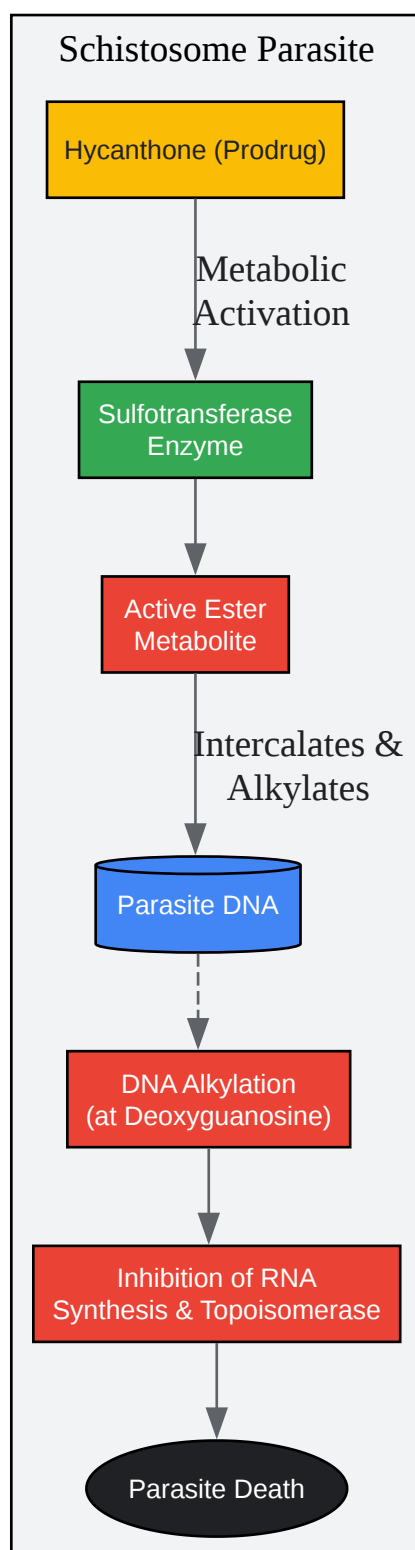 Schistosome Parasite
Hycanthone (Prodrug)
Metabolic
Activation
Sulfotransferase
Enzyme
Active Ester
Metabolite
Intercalates &
Alkylates
Parasite DNA
DNA Alkylation
(at Deoxyguanosine)
Inhibition of RNA
Synthesis & Topoisomerase
Parasite Death